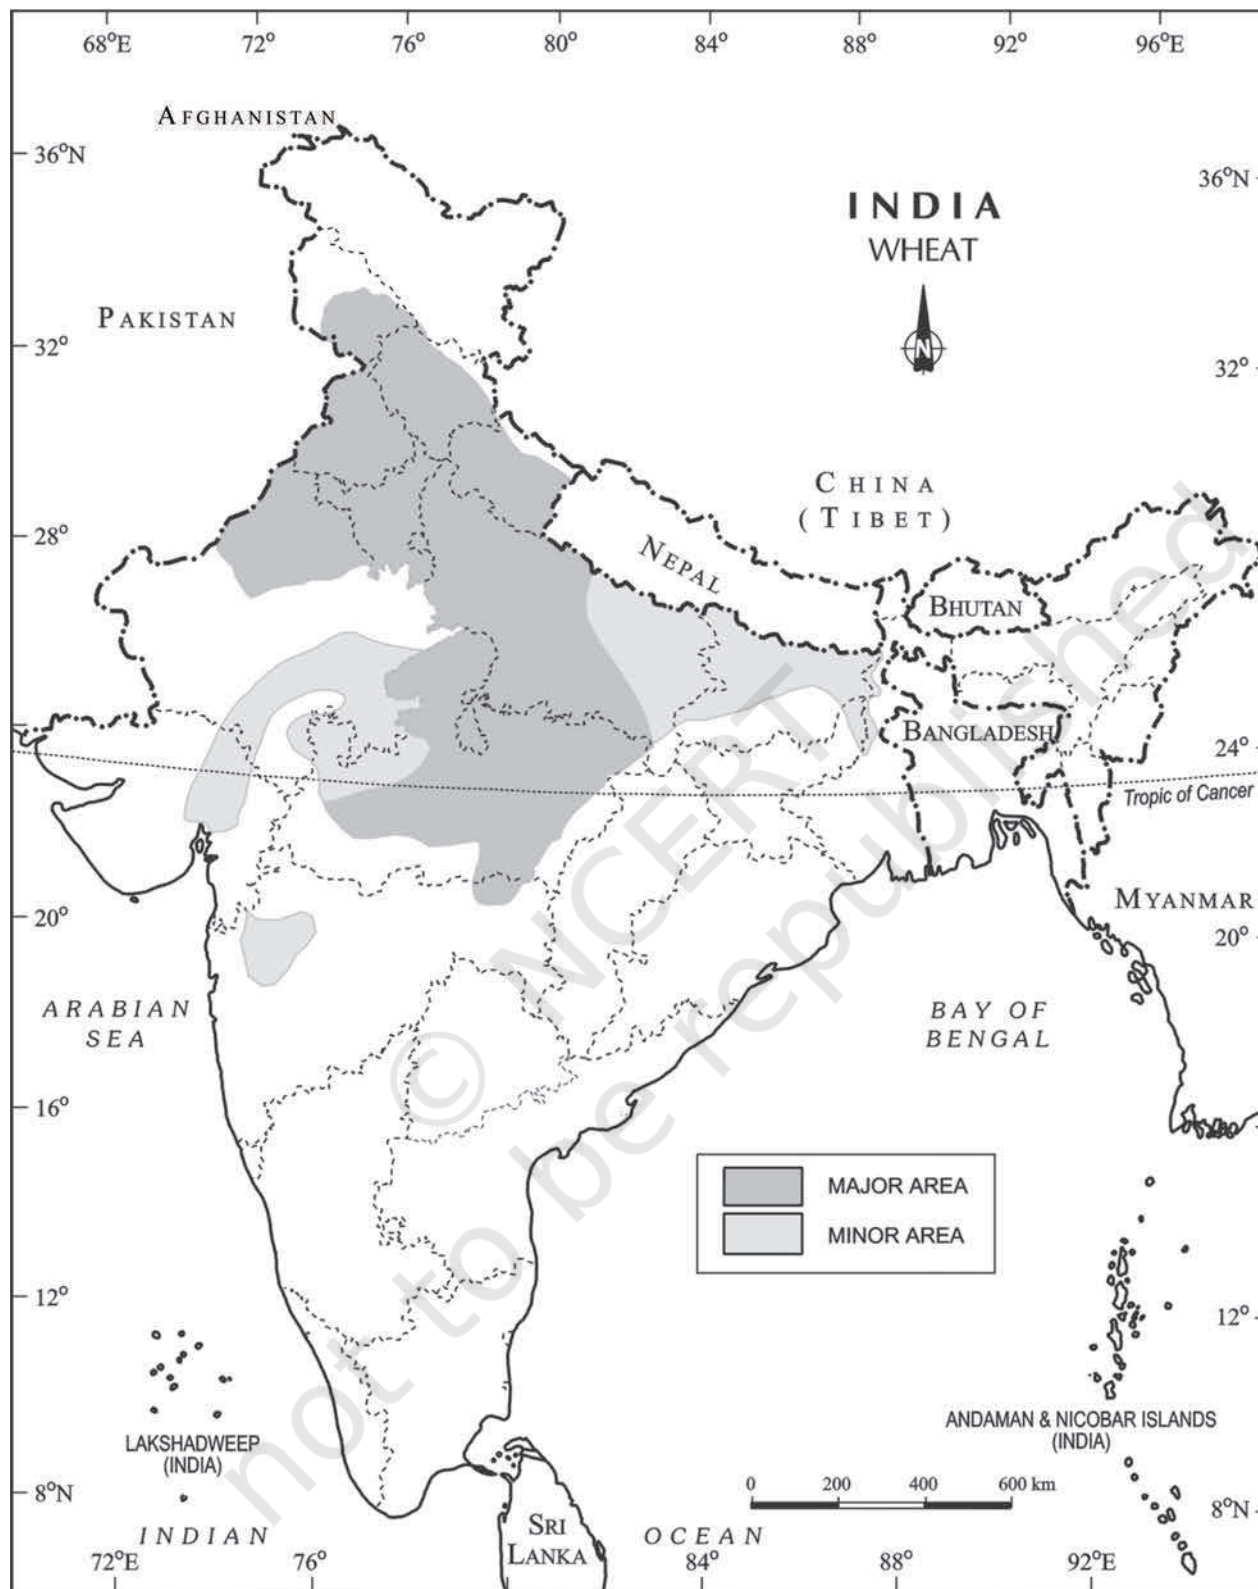 68°E 72° 76° 80° 84° 88° 92° 96°E
AFGHANISTAN
36°N
36°N
INDIA
WHEAT
N
PAKISTAN
32°
32°
CHINA
(TIBET)
28°
NEPAL
BHUTAN
BANGLADESH
24°
Tropic of Cancer
MYANMAR
20°
20°
ARABIAN
SEA
BAY OF
BENGAL
16°
MAJOR AREA
MINOR AREA
12°
12°
LAKSHADWEEP
(INDIA)
ANDAMAN & NICOBAR ISLANDS
(INDIA)
0 200 400 600 km
8°N
8°N
INDIAN OCEAN
SRI
LANKA
72°E 76° 84° 88° 92°E
© NCERT
not to be republished